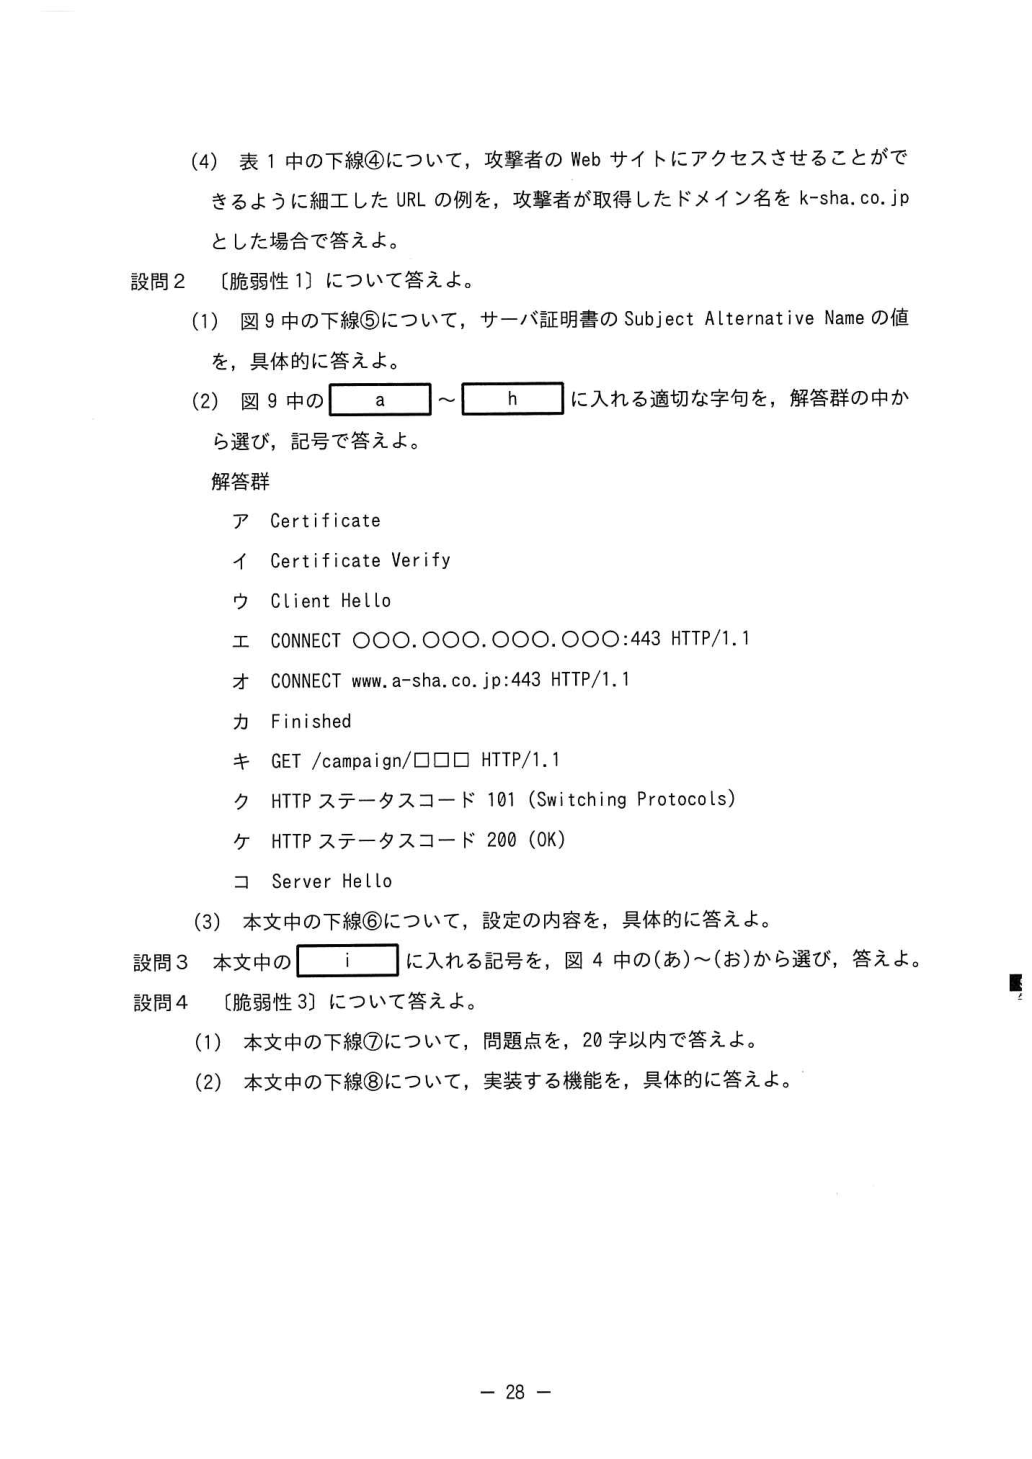 (4) 表 1 中の下線④について，攻撃者の Web サイトにアクセスさせることがで
きるように細工した URL の例を，攻撃者が取得したドメイン名を k-sha.co.jp
とした場合で答えよ。
設問２ 〔脆弱性 1〕について答えよ。
(1) 図 9 中の下線⑤について，サーバ証明書の Subject Alternative Name の値
を，具体的に答えよ。
(2) 図 9 中の a ～ h に入れる適切な字句を，解答群の中か
ら選び，記号で答えよ。
解答群
ア Certificate
イ Certificate Verify
ウ Client Hello
エ CONNECT ○○○.○○○.○○○.○○○:443 HTTP/1.1
オ CONNECT www.a-sha.co.jp:443 HTTP/1.1
カ Finished
キ GET /campaign/□□□ HTTP/1.1
ク HTTP ステータスコード 101 (Switching Protocols)
ケ HTTP ステータスコード 200 (OK)
コ Server Hello
(3) 本文中の下線⑥について，設定の内容を，具体的に答えよ。
設問３ 本文中の i に入れる記号を，図 4 中の(あ)～(お)から選び，答えよ。
設問４ 〔脆弱性 3〕について答えよ。
(1) 本文中の下線⑦について，問題点を，20 字以内で答えよ。
(2) 本文中の下線⑧について，実装する機能を，具体的に答えよ。
－ 28 －